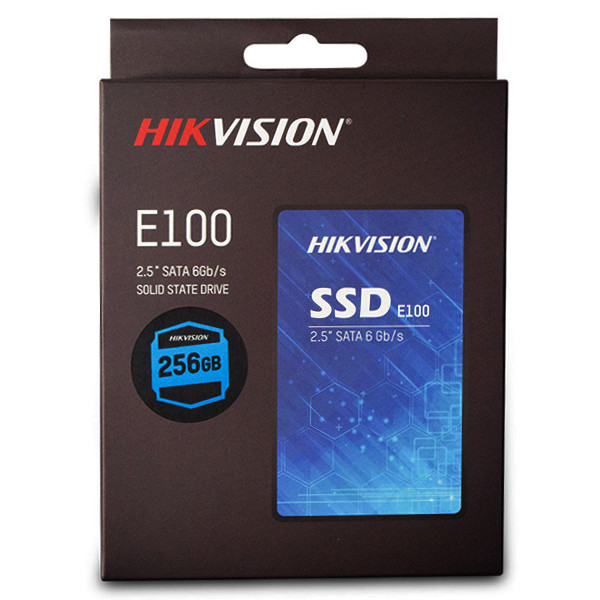 HIKVISION®
E100
2.5" SATA 6Gb/s
SOLID STATE DRIVE
HIKVISION
256GB
HIKVISION®
SSD E100
2.5" SATA 6 Gb/s